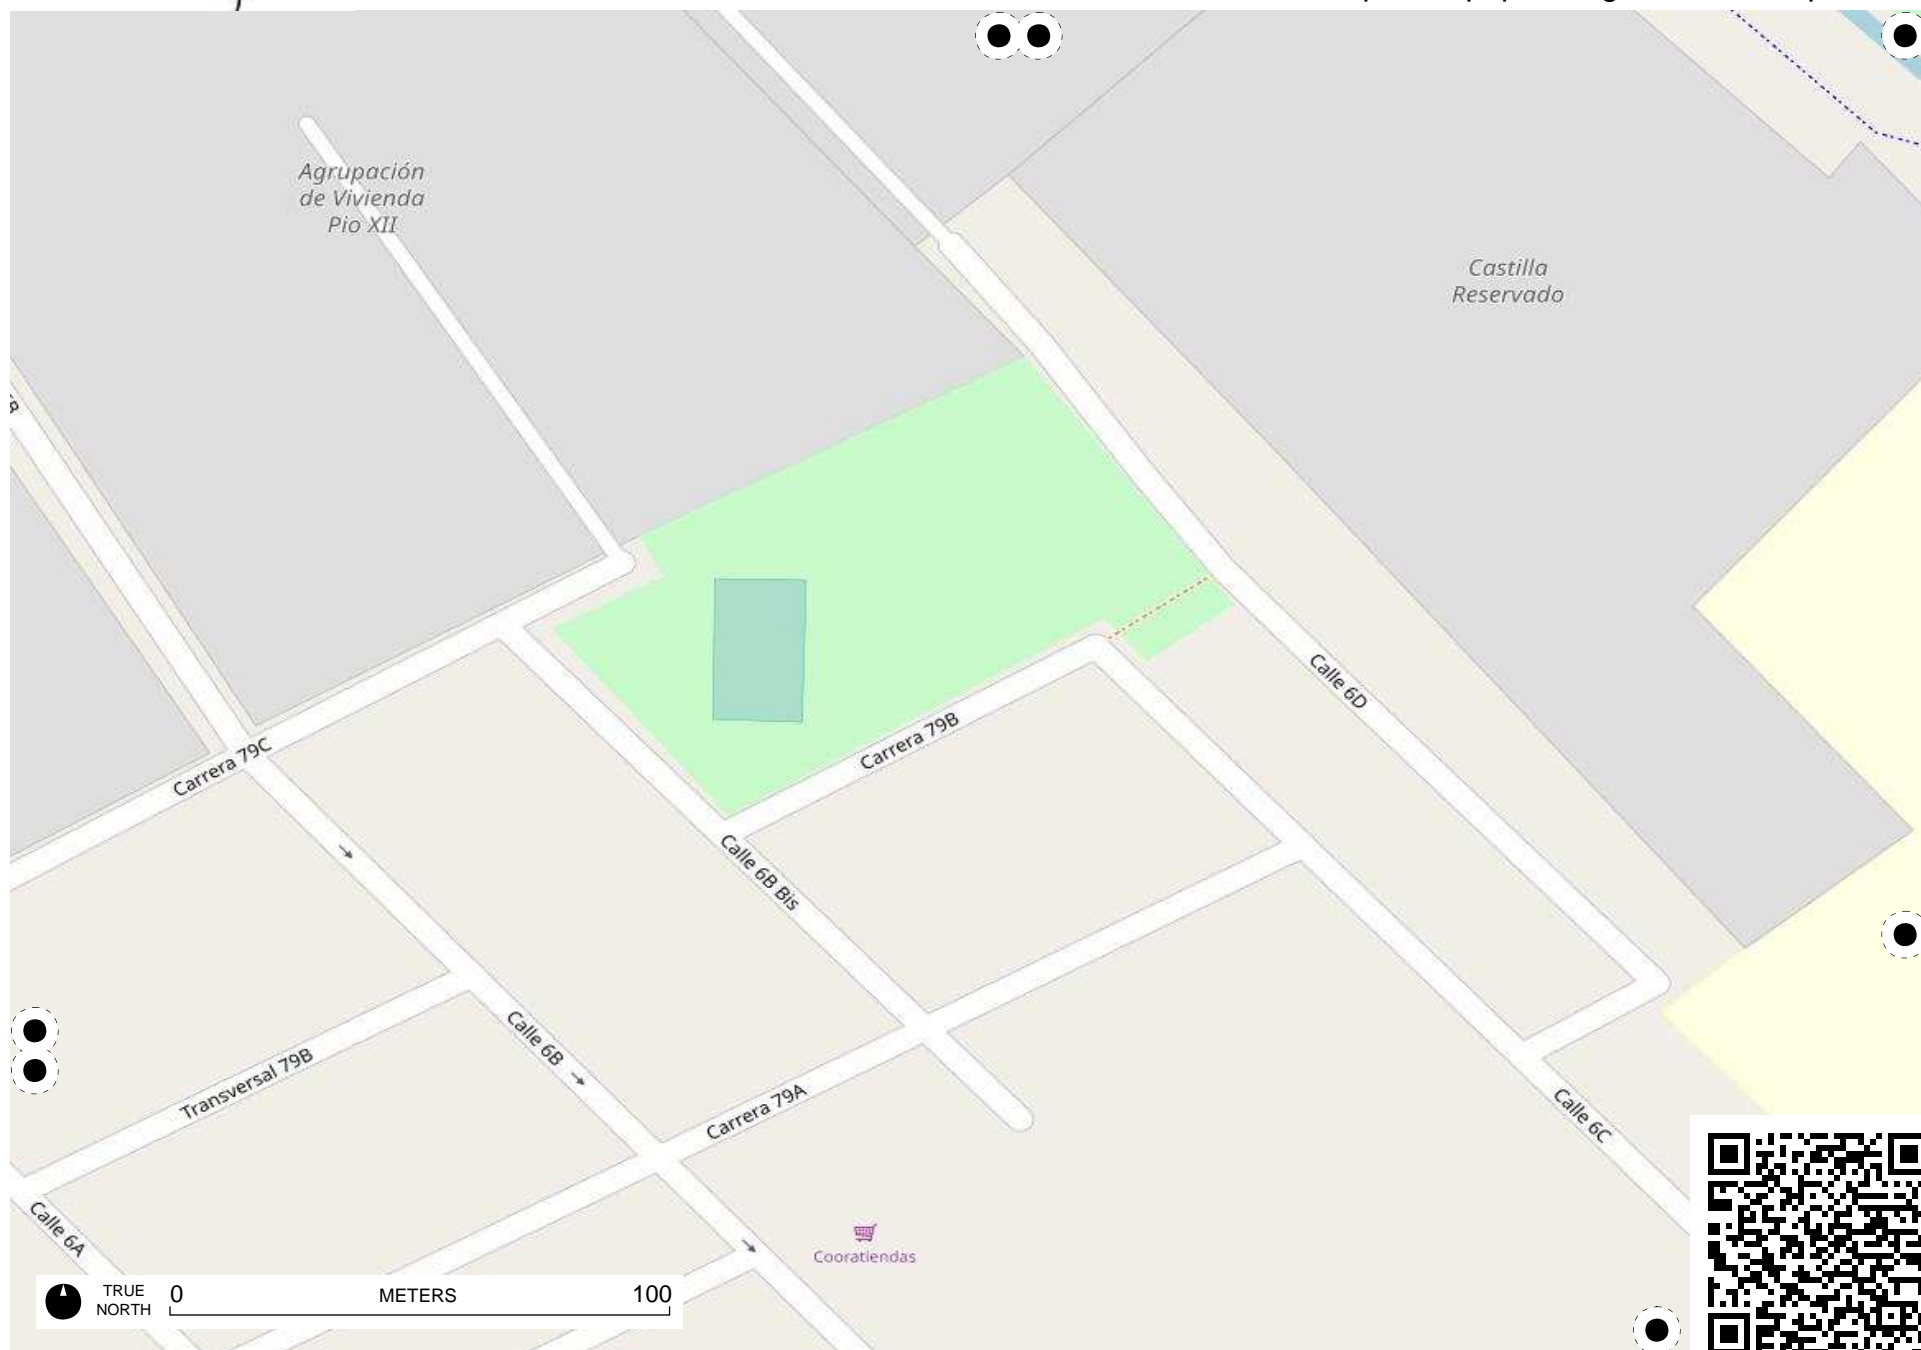 Agrupación
de Vivienda
Pio XII
Castilla
Reservado
Calle 6D
Carrera 79B
Carrera 79C
Calle 6B Bis
Calle 6B
Transversal 79B
Carrera 79A
Calle 6C
Calle 6A
Cooratiendas
TRUE
NORTH
0
METERS
100